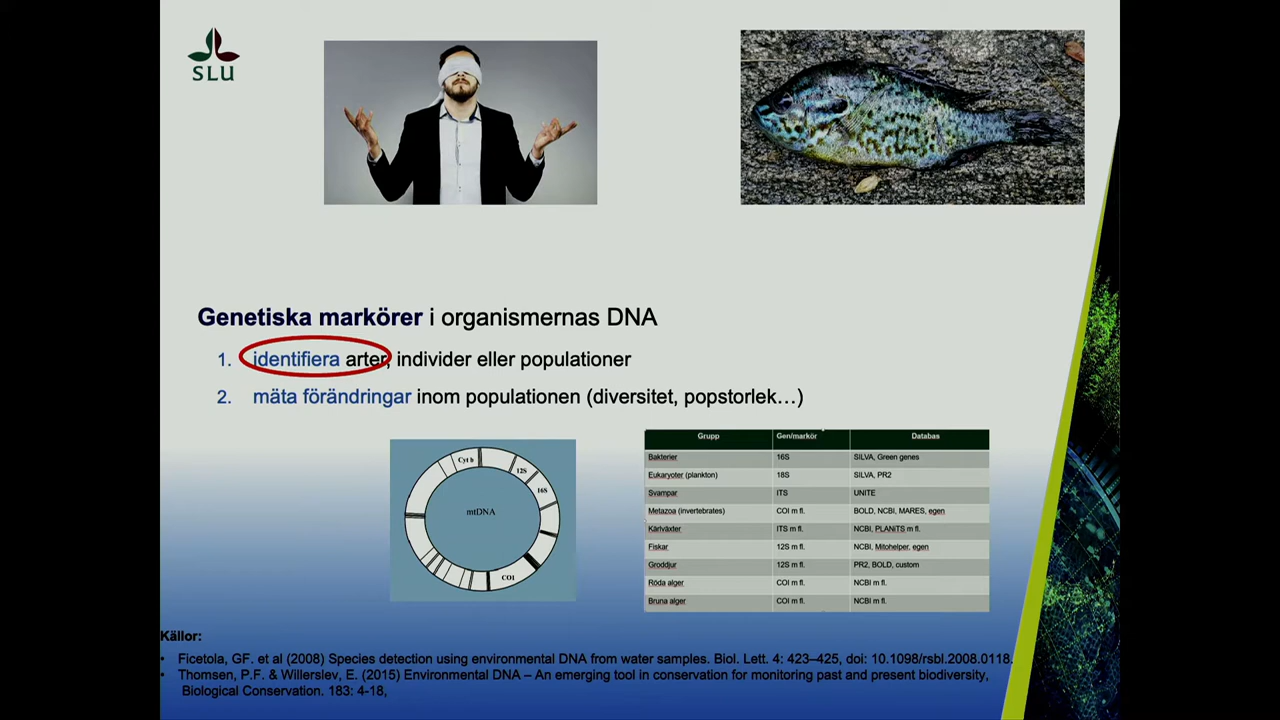 SLU
Genetiska markörer i organismernas DNA
1. identifiera arter, individer eller populationer
2. mäta förändringar inom populationen (diversitet, popstorlek…)
Cyt b
12S
16S
mtDNA
COI
Grupp Gen/markör Databas
Bakterier 16S SILVA, Green genes
Eukaryoter (plankton) 18S SILVA, PR2
Svampar ITS UNITE
Metazoa (invertebrates) COI m fl. BOLD, NCBI, MARES, egen
Kärlväxter ITS m fl. NCBI, PLANiTS m fl.
Fiskar 12S m fl. NCBI, Mitohelper, egen
Groddjur 12S m fl. PR2, BOLD, custom
Röda alger COI m fl. NCBI m fl.
Bruna alger COI m fl. NCBI m fl.
Källor:
• Ficetola, GF. et al (2008) Species detection using environmental DNA from water samples. Biol. Lett. 4: 423–425, doi: 10.1098/rsbl.2008.0118.
• Thomsen, P.F. & Willerslev, E. (2015) Environmental DNA – An emerging tool in conservation for monitoring past and present biodiversity,
Biological Conservation. 183: 4-18,